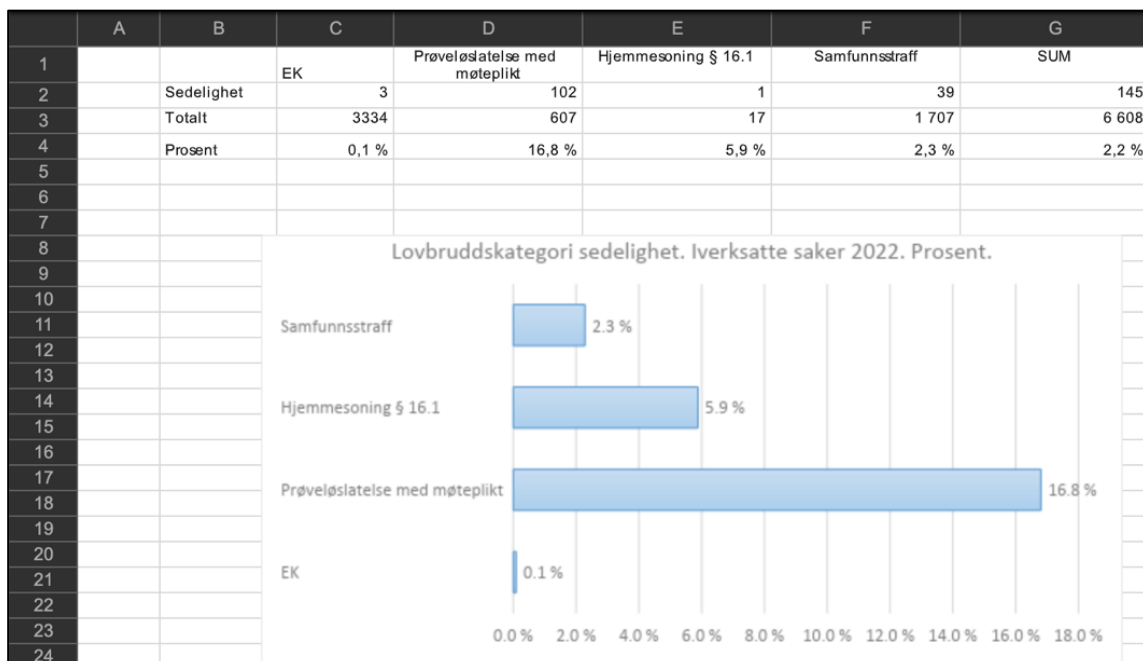 A B C D E F G
1 EK Prøveløslatelse med møteplikt Hjemmesoning § 16.1 Samfunnsstraff SUM
2 Sedelighet 3 102 1 39 145
3 Totalt 3334 607 17 1 707 6 608
4 Prosent 0,1 % 16,8 % 5,9 % 2,3 % 2,2 %
5
6
7
8
9
10
11
12
13
14
15
16
17
18
19
20
21
22
23
24
Lovbruddskategori sedelighet. Iverksatte saker 2022. Prosent.
Samfunnsstraff 2.3 %
Hjemmesoning § 16.1 5.9 %
Prøveløslatelse med møteplikt 16.8 %
EK 0.1 %
0.0 % 2.0 % 4.0 % 6.0 % 8.0 % 10.0 % 12.0 % 14.0 % 16.0 % 18.0 %